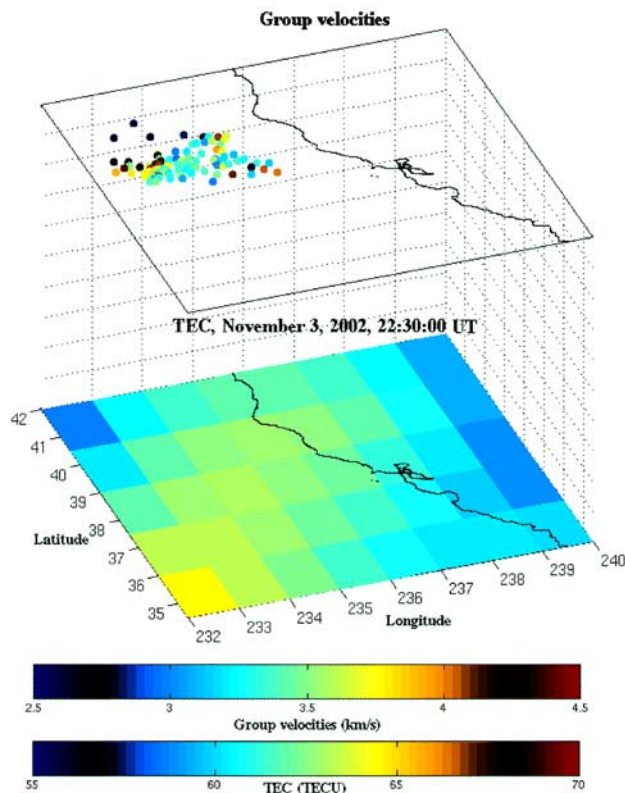 Group velocities
TEC, November 3, 2002, 22:30:00 UT
42
41
40
39
38
37
36
35
Latitude
232
233
234
235
236
237
238
239
240
Longitude
2.5 3 3.5 4 4.5
Group velocities (km/s)
55 60 65 70
TEC (TECU)